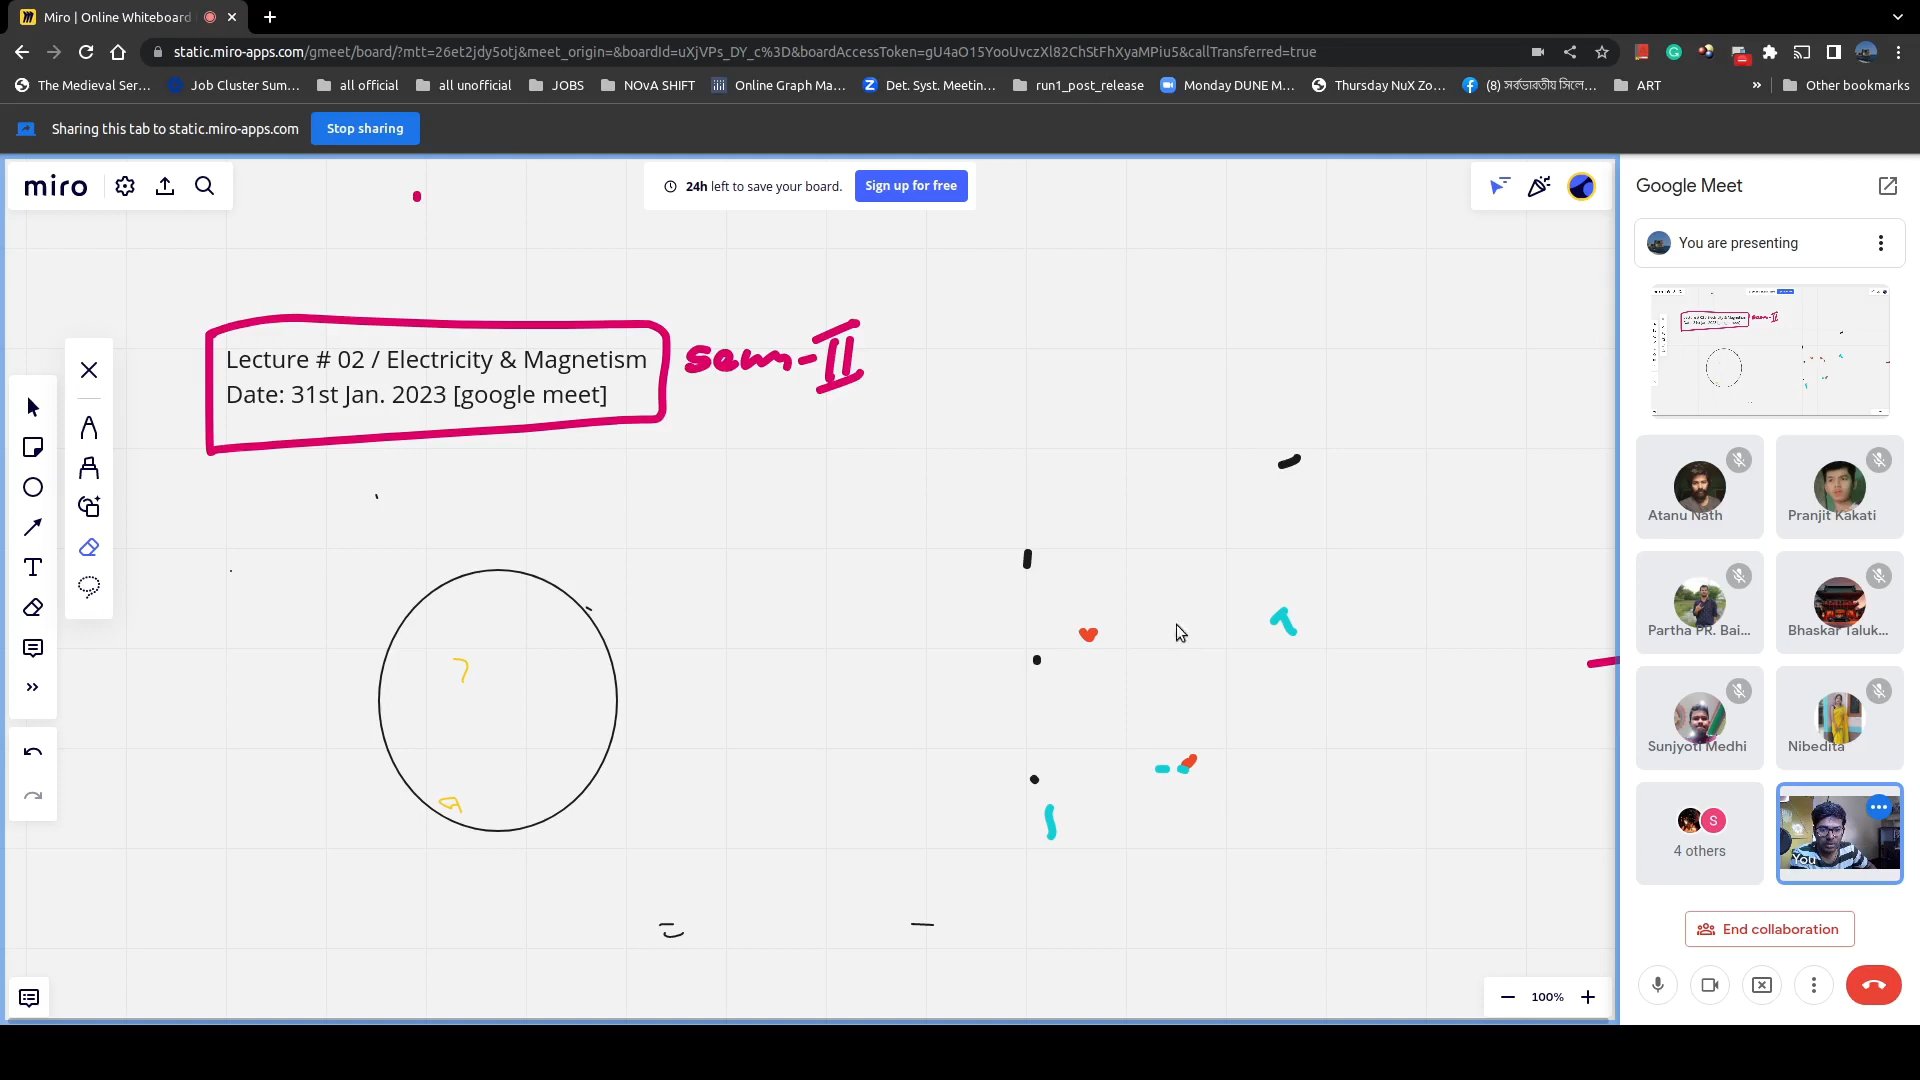 Miro | Online Whiteboard
static.miro-apps.com/gmeet/board/?mtt=26et2jdy5otj&meet_origin=&boardId=uXjVPs_DY_c%3D&boardAccessToken=gU4aO15YooUvczXl82ChStFhXyaMPiu5&callTransferred=true
The Medieval Ser... Job Cluster Sum... all official all unofficial JOBS NOvA SHIFT Online Graph Ma... Det. Syst. Meetin... run1_post_release Monday DUNE M... Thursday NuX Zo... (8) সর্বভারতীয় সিলে... ART » Other bookmarks
Sharing this tab to static.miro-apps.com Stop sharing
miro
24h left to save your board. Sign up for free
Google Meet
You are presenting
Lecture # 02 / Electricity & Magnetism
Date: 31st Jan. 2023 [google meet]
sem-II
Atanu Nath
Pranjit Kakati
Partha PR. Bai...
Bhaskar Taluk...
Sunjyoti Medhi
Nibedita
S
4 others
You
End collaboration
100%